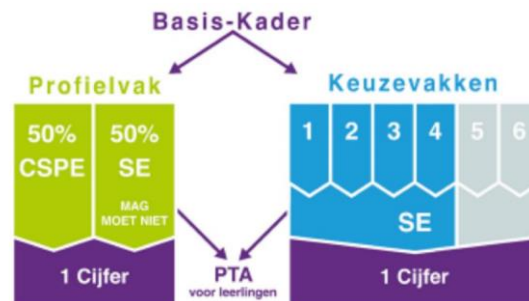 Basis-Kader
Profielvak
50%
CSPE
50%
SE
MAG
MOET NIET
1 Cijfer
PTA
voor leerlingen
Keuzevakken
1 2 3 4 5 6
SE
1 Cijfer